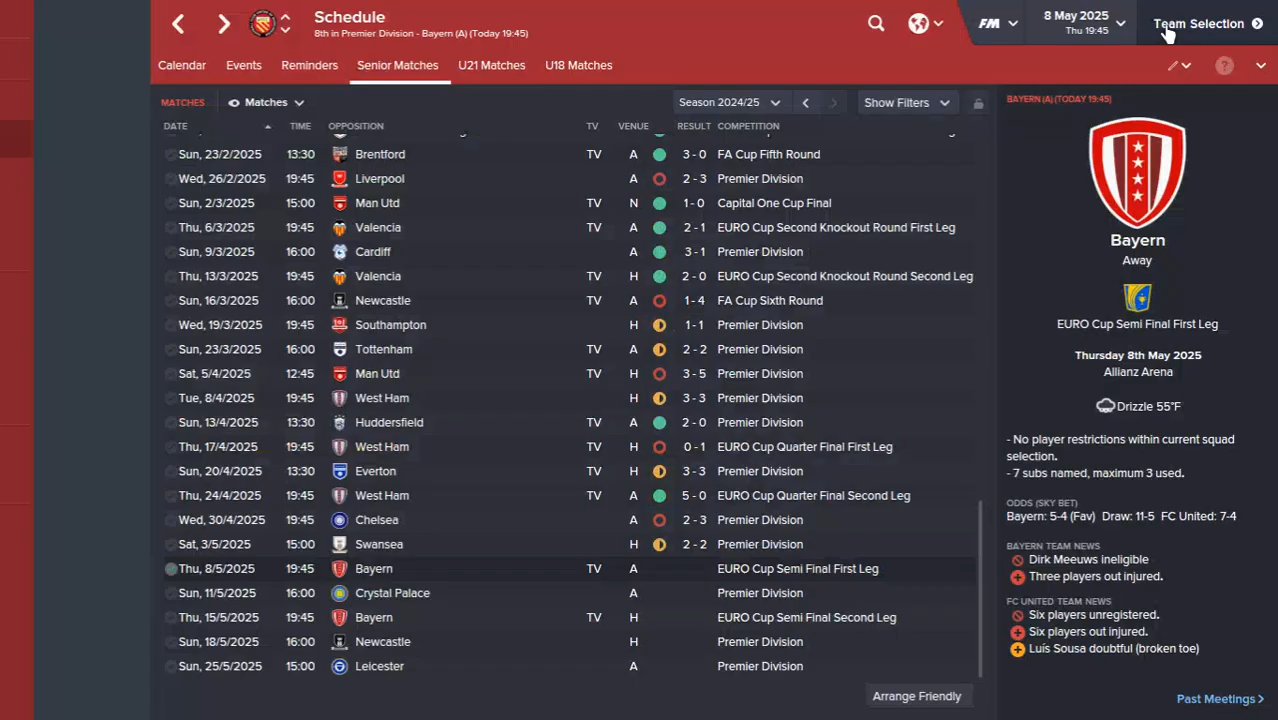 Schedule
8th in Premier Division - Bayern (A) (Today 19:45)
FM
8 May 2025
Thu 19:45
Team Selection
Calendar Events Reminders Senior Matches U21 Matches U18 Matches
MATCHES Matches Season 2024/25 Show Filters
DATE TIME OPPOSITION TV VENUE RESULT COMPETITION
Sun, 23/2/2025 13:30 Brentford TV A 3 - 0 FA Cup Fifth Round
Wed, 26/2/2025 19:45 Liverpool A 2 - 3 Premier Division
Sun, 2/3/2025 15:00 Man Utd TV N 1 - 0 Capital One Cup Final
Thu, 6/3/2025 19:45 Valencia TV A 2 - 1 EURO Cup Second Knockout Round First Leg
Sun, 9/3/2025 16:00 Cardiff A 3 - 1 Premier Division
Thu, 13/3/2025 19:45 Valencia TV H 2 - 0 EURO Cup Second Knockout Round Second Leg
Sun, 16/3/2025 16:00 Newcastle TV A 1 - 4 FA Cup Sixth Round
Wed, 19/3/2025 19:45 Southampton H 1 - 1 Premier Division
Sun, 23/3/2025 16:00 Tottenham TV A 2 - 2 Premier Division
Sat, 5/4/2025 12:45 Man Utd TV H 3 - 5 Premier Division
Tue, 8/4/2025 19:45 West Ham H 3 - 3 Premier Division
Sun, 13/4/2025 13:30 Huddersfield TV A 2 - 0 Premier Division
Thu, 17/4/2025 19:45 West Ham TV H 0 - 1 EURO Cup Quarter Final First Leg
Sun, 20/4/2025 13:30 Everton TV H 3 - 3 Premier Division
Thu, 24/4/2025 19:45 West Ham TV A 5 - 0 EURO Cup Quarter Final Second Leg
Wed, 30/4/2025 19:45 Chelsea A 2 - 3 Premier Division
Sat, 3/5/2025 15:00 Swansea H 2 - 2 Premier Division
Thu, 8/5/2025 19:45 Bayern TV A EURO Cup Semi Final First Leg
Sun, 11/5/2025 16:00 Crystal Palace A Premier Division
Thu, 15/5/2025 19:45 Bayern TV H EURO Cup Semi Final Second Leg
Sun, 18/5/2025 16:00 Newcastle H Premier Division
Sun, 25/5/2025 15:00 Leicester A Premier Division
Arrange Friendly
BAYERN (A) (TODAY 19:45)
Bayern
Away
EURO Cup Semi Final First Leg
Thursday 8th May 2025
Allianz Arena
Drizzle 55°F
- No player restrictions within current squad
selection.
- 7 subs named, maximum 3 used.
ODDS (SKY BET)
Bayern: 5-4 (Fav) Draw: 11-5 FC United: 7-4
BAYERN TEAM NEWS
Dirk Meeuws ineligible
Three players out injured.
FC UNITED TEAM NEWS
Six players unregistered.
Six players out injured.
Luís Sousa doubtful (broken toe)
Past Meetings >